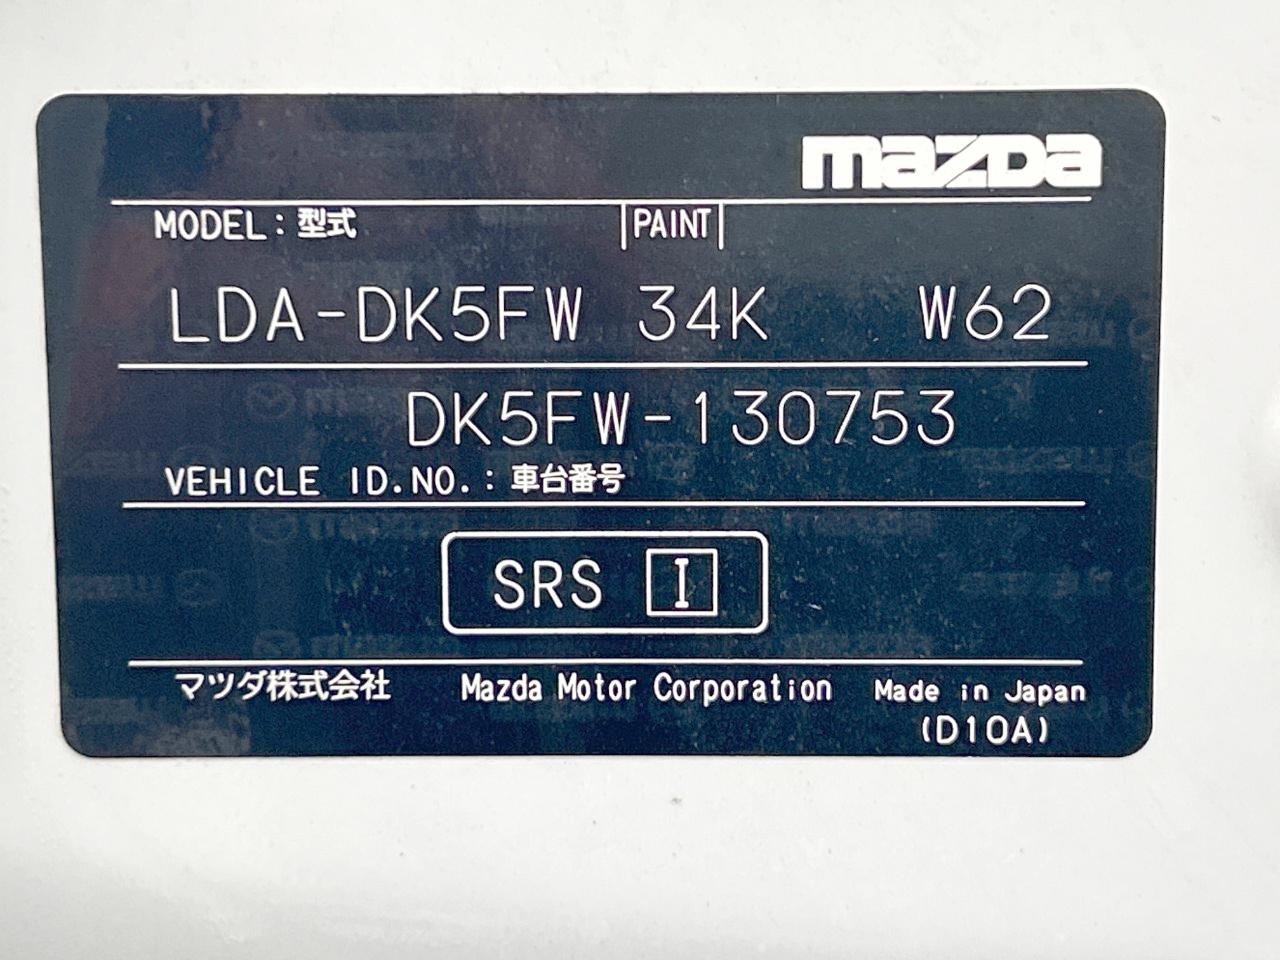 mazda
MODEL: 型式 PAINT
LDA-DK5FW 34K W62
DK5FW-130753
VEHICLE ID.NO.: 車台番号
SRS I
マツダ株式会社 Mazda Motor Corporation Made in Japan
(D10A)